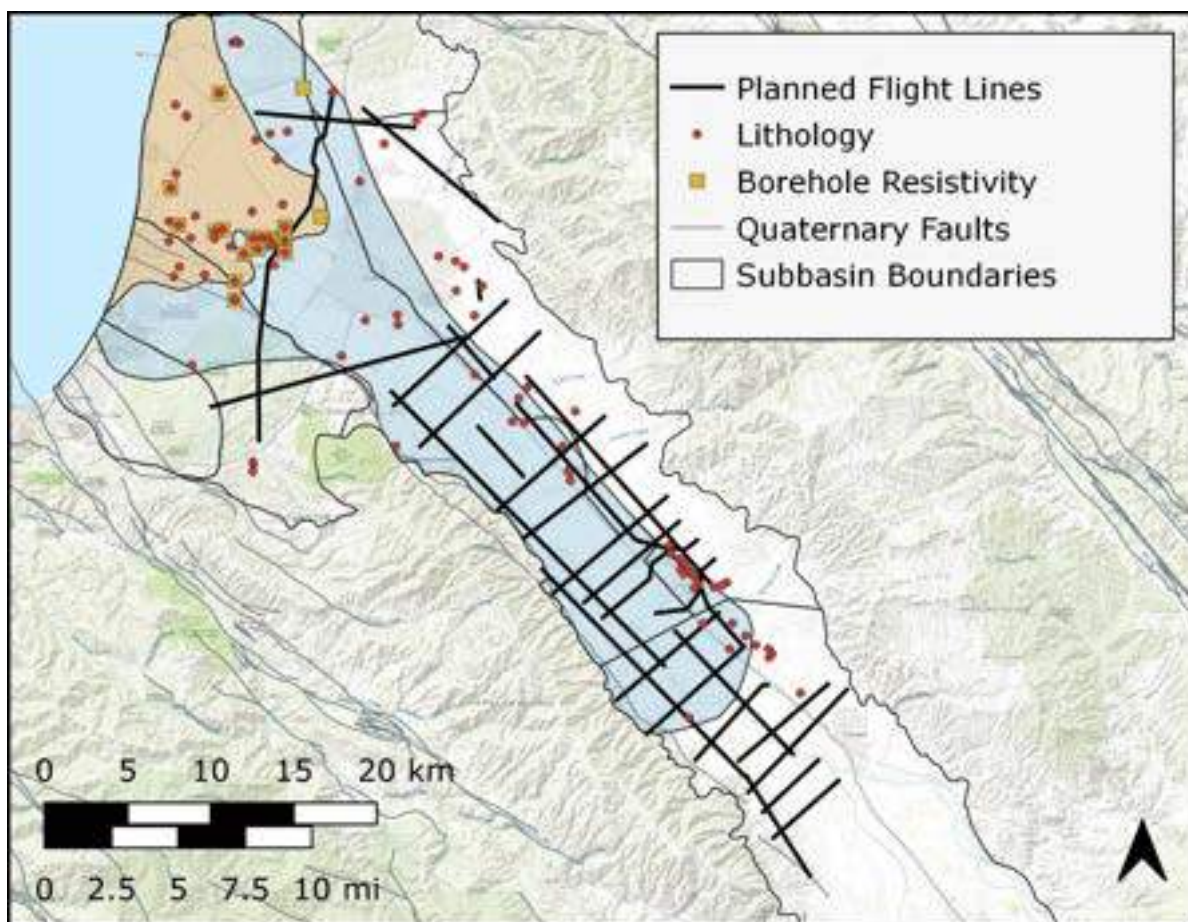 Planned Flight Lines
Lithology
Borehole Resistivity
Quaternary Faults
Subbasin Boundaries
0 5 10 15 20 km
0 2.5 5 7.5 10 mi